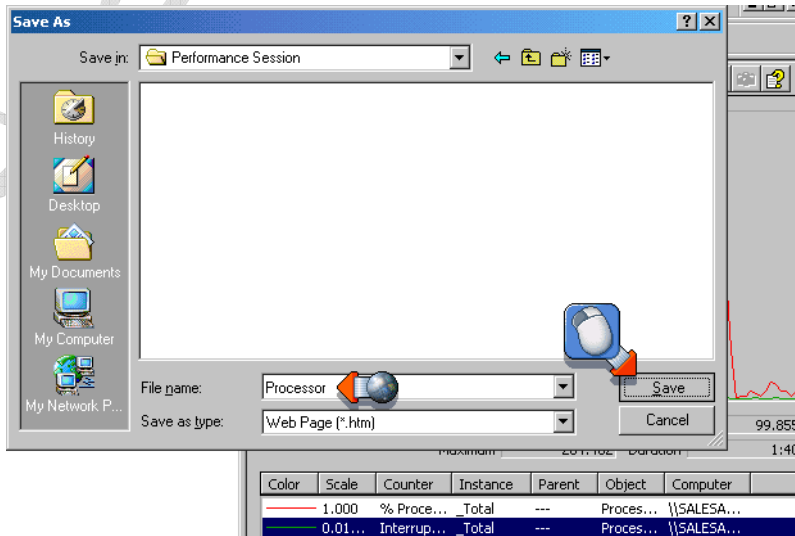 Save As
Save in: Performance Session
History
Desktop
My Documents
My Computer
My Network P...
File name: Processor Save
Save as type: Web Page (*.htm) Cancel
99.855
Duration 1:40
Color Scale Counter Instance Parent Object Computer
1.000 % Proce... _Total --- Proces... \\SALESA...
0.01... Interrup... _Total --- Proces... \\SALESA...